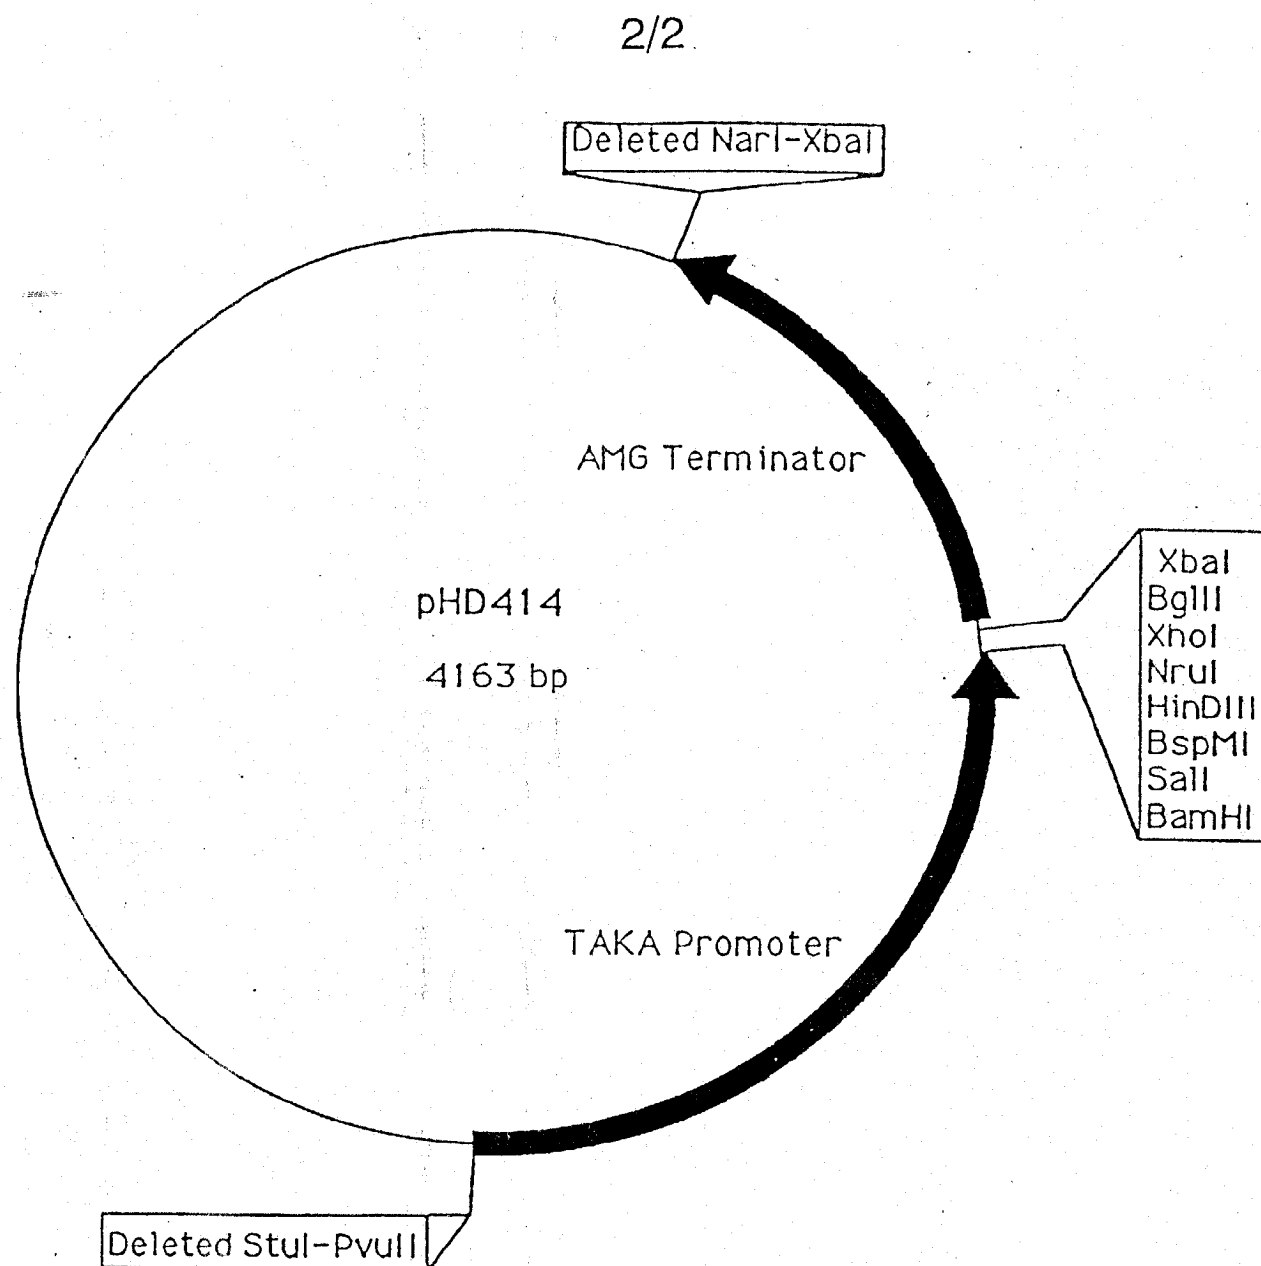 2/2
Deleted NarI-XbaI
AMG Terminator
pHD414
4163 bp
XbaI
BglII
XhoI
NruI
HinDIII
BspMI
SalI
BamHI
TAKA Promoter
Deleted StuI-PvuII